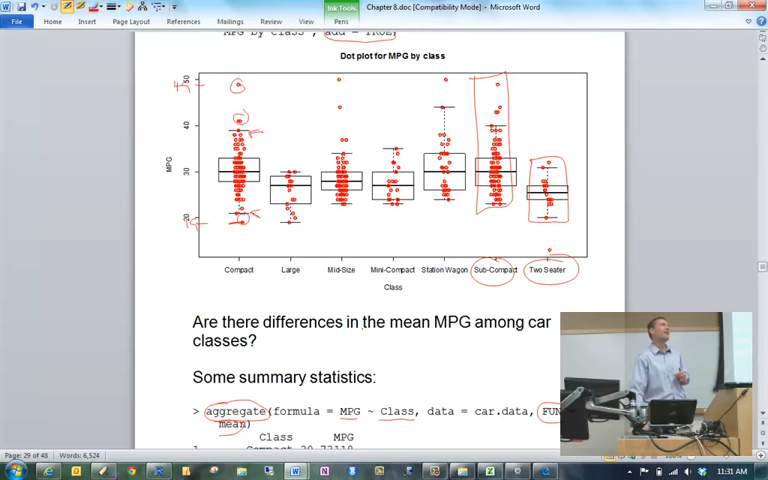 Chapter 8.doc [Compatibility Mode] - Microsoft Word
Ink Tools
File
Home
Insert
Page Layout
References
Mailings
Review
View
Pens
MPG by class", add = TRUE)
Dot plot for MPG by class
MPG
50
40
30
20
Compact
Large
Mid-Size
Mini-Compact
Station Wagon
Sub-Compact
Two Seater
Class
Are there differences in the mean MPG among car
classes?
Some summary statistics:
> aggregate(formula = MPG ~ Class, data = car.data, FUN =
mean)
Class MPG
Page: 29 of 48
Words: 6,524
11:31 AM